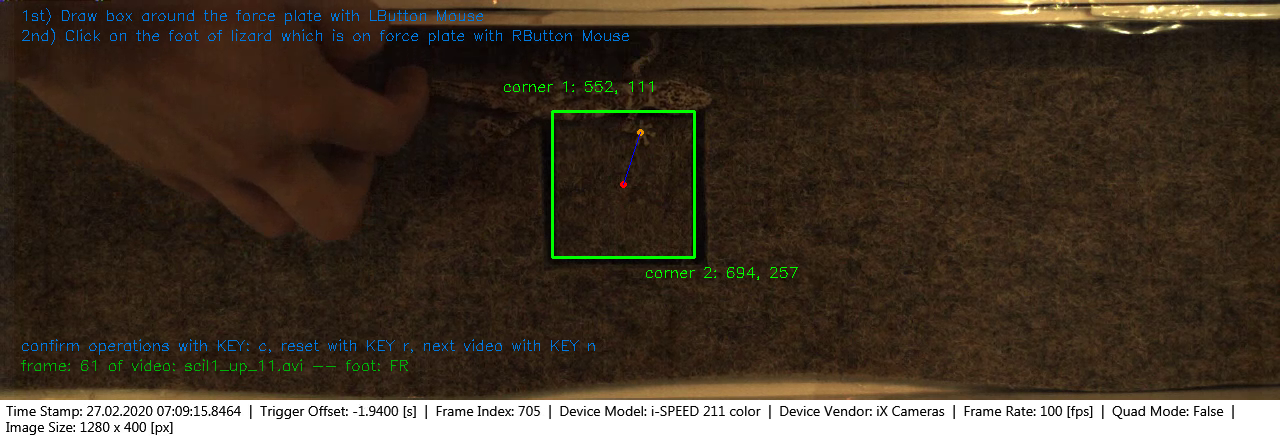 1st) Draw box around the force plate with LButton Mouse
2nd) Click on the foot of lizard which is on force plate with RButton Mouse
corner 1: 552, 111
corner 2: 694, 257
confirm operations with KEY: c, reset with KEY r, next video with KEY n
frame: 61 of video: scil1_up_11.avi -- foot: FR
Time Stamp: 27.02.2020 07:09:15.8464 | Trigger Offset: -1.9400 [s] | Frame Index: 705 | Device Model: i-SPEED 211 color | Device Vendor: iX Cameras | Frame Rate: 100 [fps] | Quad Mode: False |
Image Size: 1280 x 400 [px]